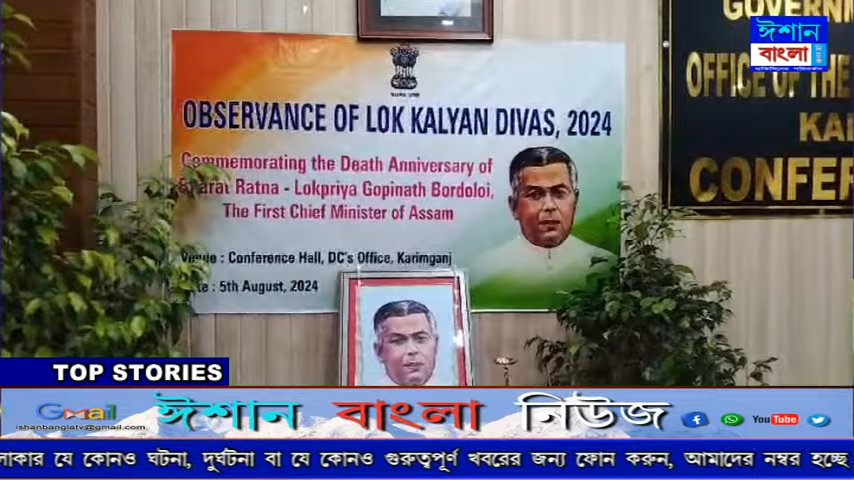 GOVERNM
ঈশান
বাংলা
OFFICE OF THE
KA
CONFER
OBSERVANCE OF LOK KALYAN DIVAS, 2024
Commemorating the Death Anniversary of
Bharat Ratna - Lokpriya Gopinath Bordoloi,
The First Chief Minister of Assam
Venue : Conference Hall, DC's Office, Karimganj
Date : 5th August, 2024
TOP STORIES
Gmail
ishanbanglatv@gmail.com
ঈশান বাংলা নিউজ
YouTube
লাকার যে কোনও ঘটনা, দুর্ঘটনা বা যে কোনও গুরুত্বপূর্ণ খবরের জন্য ফোন করুন, আমাদের নম্বর হচ্ছে